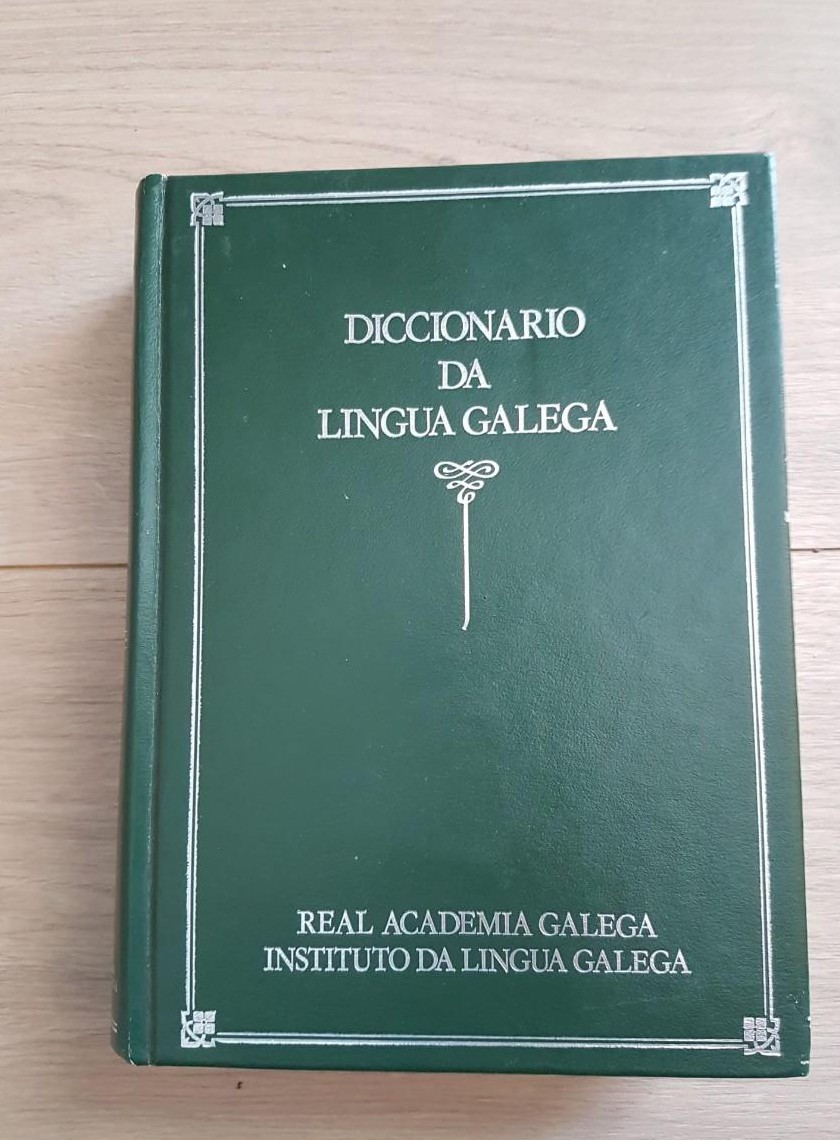 DICCIONARIO
DA
LINGUA GALEGA
REAL ACADEMIA GALEGA
INSTITUTO DA LINGUA GALEGA